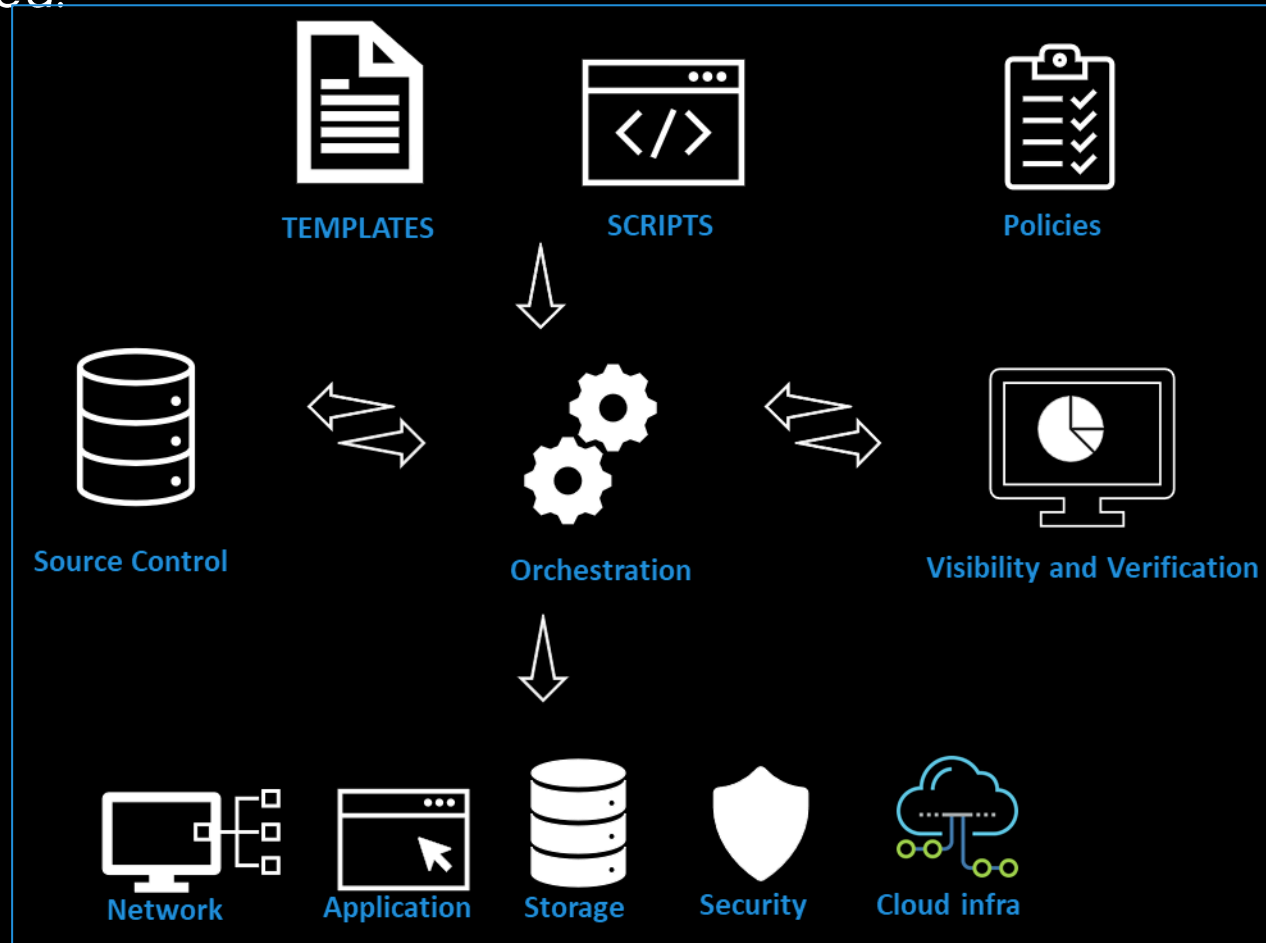 TEMPLATES
SCRIPTS
Policies
Source Control
Orchestration
Visibility and Verification
Network
Application
Storage
Security
Cloud infra